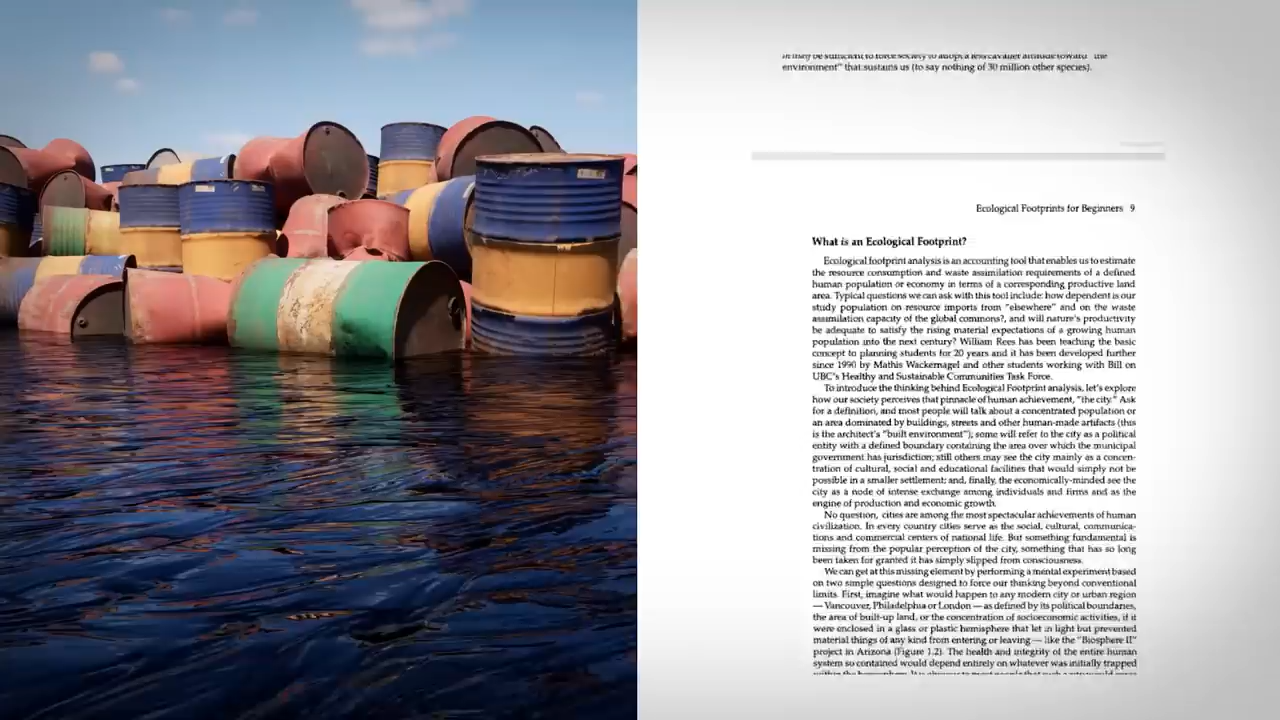 it may be sufficient to force society to adopt a less cavalier attitude toward "the
environment" that sustains us (to say nothing of 30 million other species).
Ecological Footprints for Beginners 9
What is an Ecological Footprint?
Ecological footprint analysis is an accounting tool that enables us to estimate
the resource consumption and waste assimilation requirements of a defined
human population or economy in terms of a corresponding productive land
area. Typical questions we can ask with this tool include: how dependent is our
study population on resource imports from "elsewhere" and on the waste
assimilation capacity of the global commons?, and will nature's productivity
be adequate to satisfy the rising material expectations of a growing human
population into the next century? William Rees has been teaching the basic
concept to planning students for 20 years and it has been developed further
since 1990 by Mathis Wackernagel and other students working with Bill on
UBC's Healthy and Sustainable Communities Task Force.
To introduce the thinking behind Ecological Footprint analysis, let's explore
how our society perceives that pinnacle of human achievement, "the city." Ask
for a definition, and most people will talk about a concentrated population or
an area dominated by buildings, streets and other human-made artifacts (this
is the architect's "built environment"); some will refer to the city as a political
entity with a defined boundary containing the area over which the municipal
government has jurisdiction; still others may see the city mainly as a concen-
tration of cultural, social and educational facilities that would simply not be
possible in a smaller settlement; and, finally, the economically-minded see the
city as a node of intense exchange among individuals and firms and as the
engine of production and economic growth.
No question, cities are among the most spectacular achievements of human
civilization. In every country cities serve as the social, cultural, communica-
tions and commercial centers of national life. But something fundamental is
missing from the popular perception of the city, something that has so long
been taken for granted it has simply slipped from consciousness.
We can get at this missing element by performing a mental experiment based
on two simple questions designed to force our thinking beyond conventional
limits. First, imagine what would happen to any modern city or urban region
— Vancouver, Philadelphia or London — as defined by its political boundaries,
the area of built-up land, or the concentration of socioeconomic activities, if it
were enclosed in a glass or plastic hemisphere that let in light but prevented
material things of any kind from entering or leaving — like the "Biosphere II"
project in Arizona (Figure 1.2). The health and integrity of the entire human
system so contained would depend entirely on whatever was initially trapped